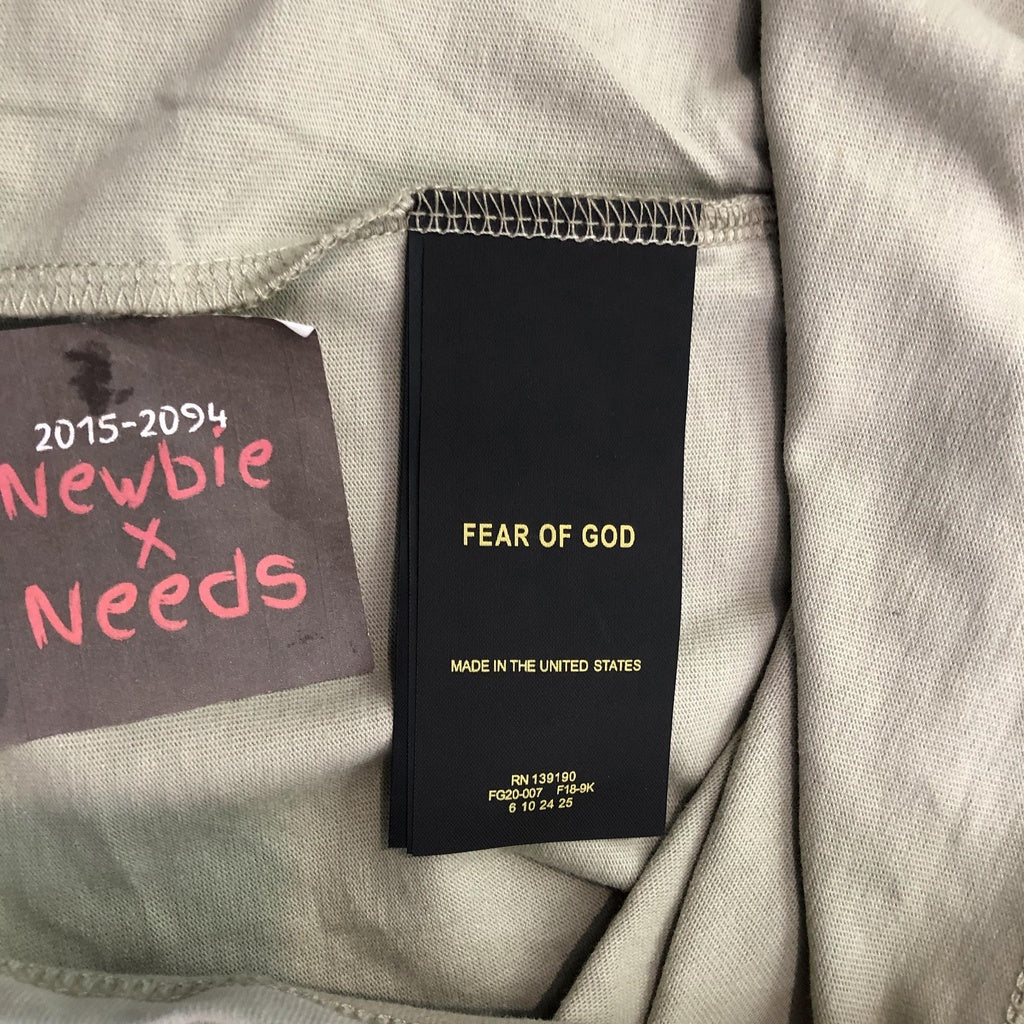 2015-2094
Newbie
x
Needs
FEAR OF GOD
MADE IN THE UNITED STATES
RN 139190
FG20-007 F18-9K
6 10 24 25